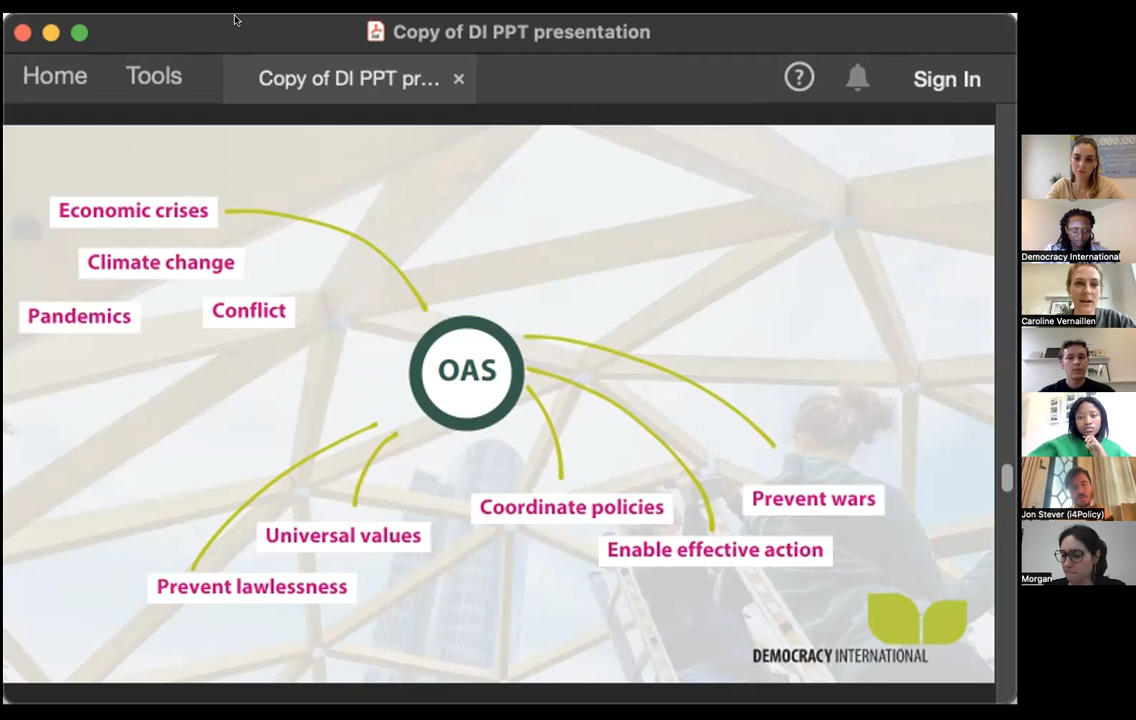 Copy of DI PPT presentation
Home
Tools
Copy of DI PPT pr... ×
?
Sign In
Economic crises
Climate change
Pandemics
Conflict
OAS
Coordinate policies
Prevent wars
Universal values
Enable effective action
Prevent lawlessness
DEMOCRACY INTERNATIONAL
Democracy International
Caroline Vernaillen
Jon Stever (i4Policy)
Morgan